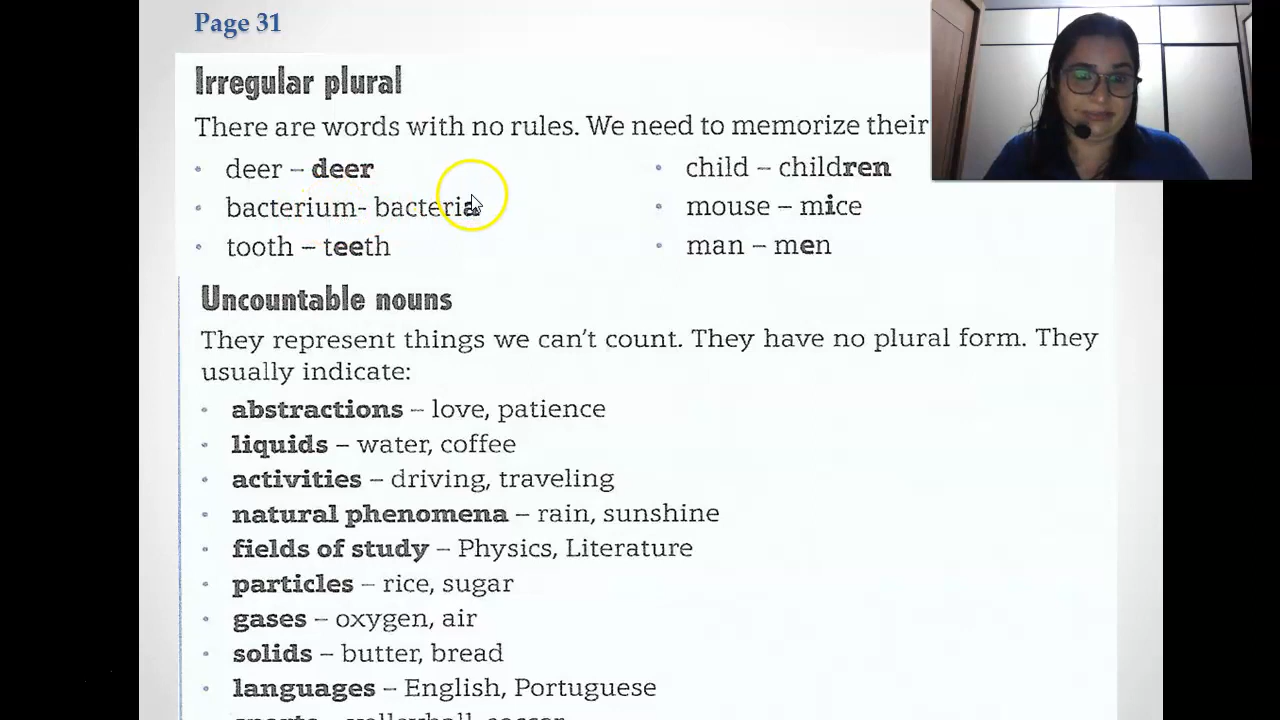 Page 31
Irregular plural
There are words with no rules. We need to memorize their
deer – deer
bacterium- bacteria
tooth – teeth
child – children
mouse – mice
man – men
Uncountable nouns
They represent things we can't count. They have no plural form. They
usually indicate:
abstractions – love, patience
liquids – water, coffee
activities – driving, traveling
natural phenomena – rain, sunshine
fields of study – Physics, Literature
particles – rice, sugar
gases – oxygen, air
solids – butter, bread
languages – English, Portuguese